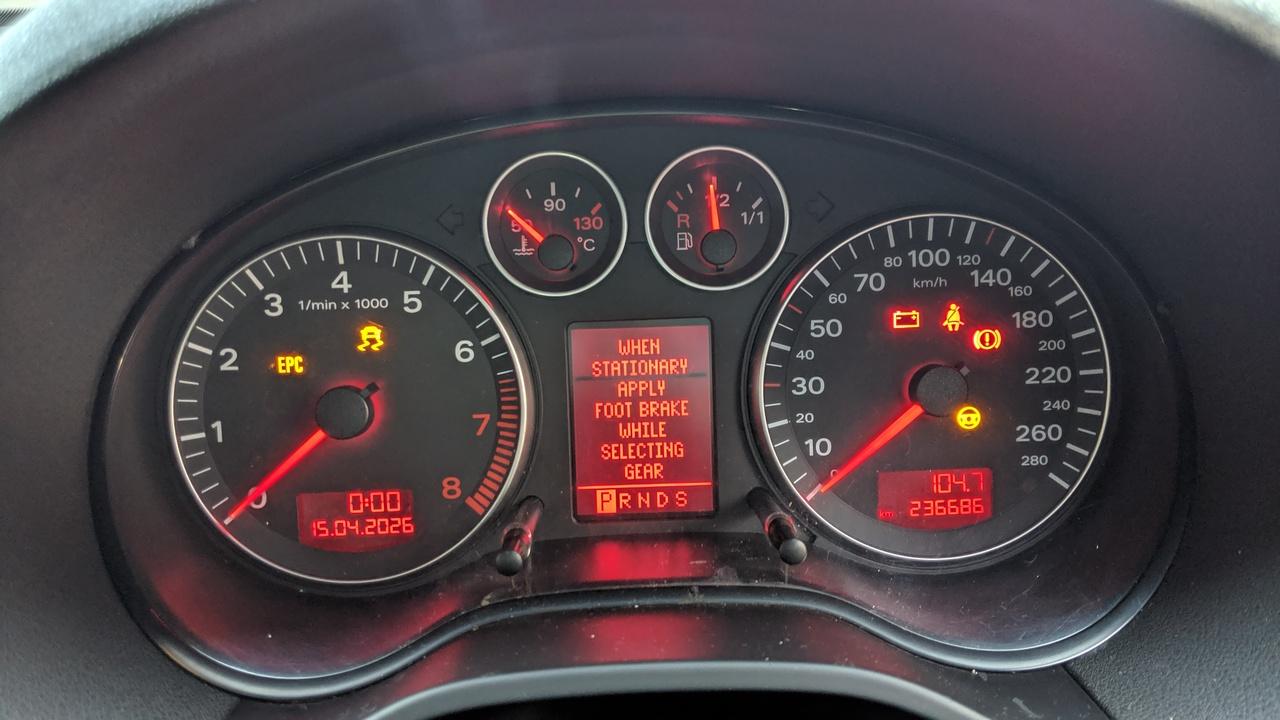 50
90
130
°C
R
1/2
1/1
1/min x 1000
0
1
2
3
4
5
6
7
8
EPC
0:00
15.04.2026
WHEN
STATIONARY
APPLY
FOOT BRAKE
WHILE
SELECTING
GEAR
P R N D S
km/h
0
10
20
30
40
50
60
70
80
100
120
140
160
180
200
220
240
260
280
104.7
km 236686